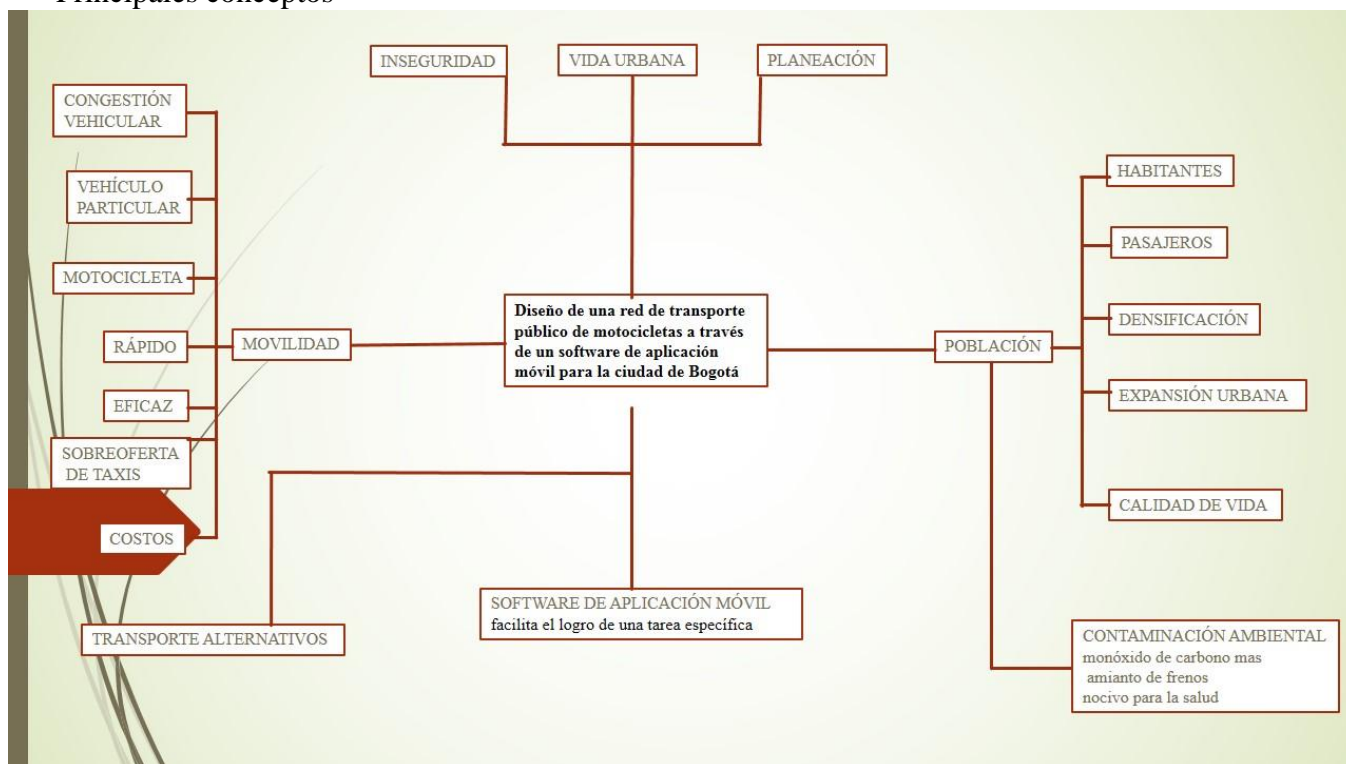 Principales conceptos
INSEGURIDAD
VIDA URBANA
PLANEACIÓN
CONGESTIÓN
VEHICULAR
VEHÍCULO
PARTICULAR
MOTOCICLETA
RÁPIDO
EFICAZ
SOBREOFERTA
DE TAXIS
COSTOS
MOVILIDAD
Diseño de una red de transporte
público de motocicletas a través
de un software de aplicación
móvil para la ciudad de Bogotá
POBLACIÓN
HABITANTES
PASAJEROS
DENSIFICACIÓN
EXPANSIÓN URBANA
CALIDAD DE VIDA
TRANSPORTE ALTERNATIVOS
SOFTWARE DE APLICACIÓN MÓVIL
facilita el logro de una tarea específica
CONTAMINACIÓN AMBIENTAL
monóxido de carbono mas
amianto de frenos
nocivo para la salud